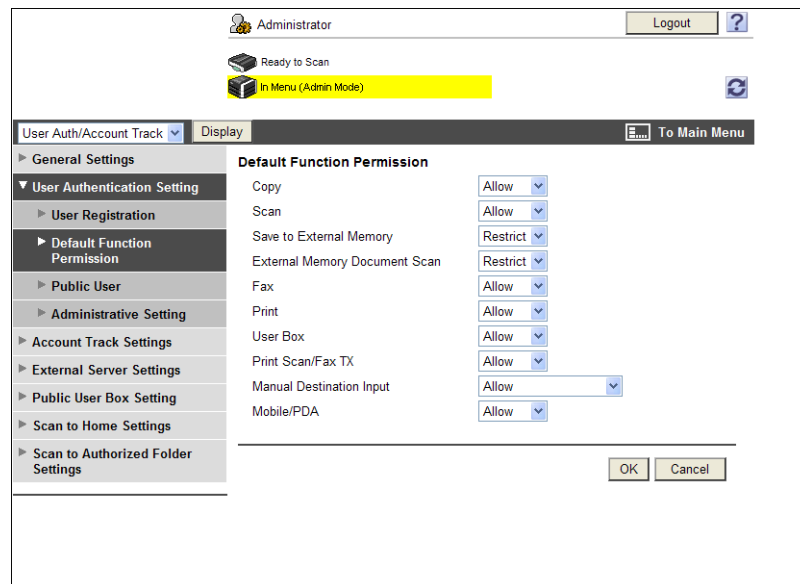 Administrator
Logout
?
Ready to Scan
In Menu (Admin Mode)
User Auth/Account Track
Display
To Main Menu
General Settings
User Authentication Setting
User Registration
Default Function
Permission
Public User
Administrative Setting
Account Track Settings
External Server Settings
Public User Box Setting
Scan to Home Settings
Scan to Authorized Folder
Settings
Default Function Permission
Copy Allow
Scan Allow
Save to External Memory Restrict
External Memory Document Scan Restrict
Fax Allow
Print Allow
User Box Allow
Print Scan/Fax TX Allow
Manual Destination Input Allow
Mobile/PDA Allow
OK Cancel